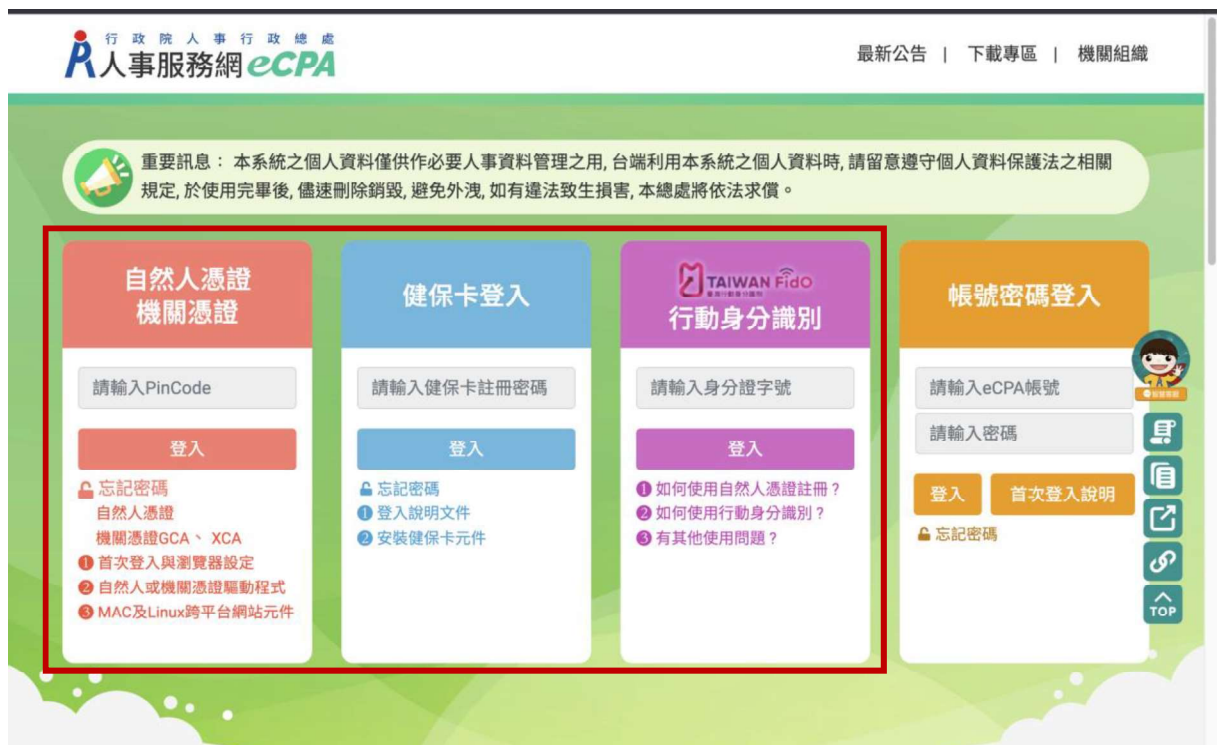 行政院人事行政總處
人事服務網 eCPA
最新公告 | 下載專區 | 機關組織
重要訊息： 本系統之個人資料僅供作必要人事資料管理之用, 台端利用本系統之個人資料時, 請留意遵守個人資料保護法之相關
規定, 於使用完畢後, 儘速刪除銷毀, 避免外洩, 如有違法致生損害, 本總處將依法求償。
自然人憑證
機關憑證
請輸入PinCode
登入
忘記密碼
自然人憑證
機關憑證GCA、 XCA
❶ 首次登入與瀏覽器設定
❷ 自然人或機關憑證驅動程式
❸ MAC及Linux跨平台網站元件
健保卡登入
請輸入健保卡註冊密碼
登入
忘記密碼
❶ 登入說明文件
❷ 安裝健保卡元件
TAIWAN FidO
行動身分識別
請輸入身分證字號
登入
❶ 如何使用自然人憑證註冊？
❷ 如何使用行動身分識別？
❸ 有其他使用問題？
帳號密碼登入
請輸入eCPA帳號
請輸入密碼
登入
首次登入說明
忘記密碼
TOP